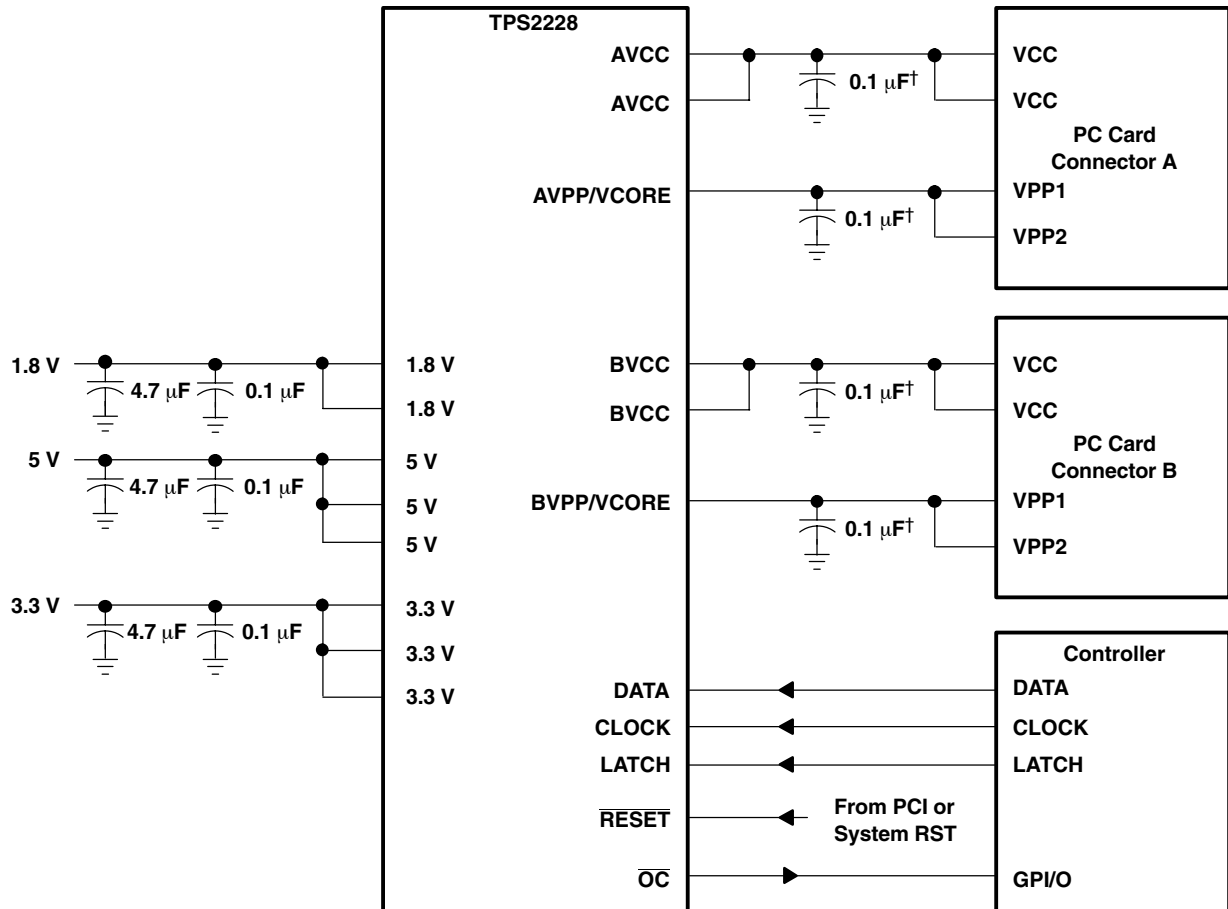 TPS2228
AVCC
0.1 μF†
VCC
AVCC
VCC
PC Card
Connector A
AVPP/VCORE
0.1 μF†
VPP1
VPP2
1.8 V
4.7 μF
0.1 μF
1.8 V
1.8 V
BVCC
0.1 μF†
VCC
BVCC
VCC
PC Card
Connector B
5 V
4.7 μF
0.1 μF
5 V
5 V
5 V
BVPP/VCORE
0.1 μF†
VPP1
VPP2
3.3 V
4.7 μF
0.1 μF
3.3 V
3.3 V
3.3 V
Controller
DATA
DATA
CLOCK
CLOCK
LATCH
LATCH
RESET
From PCI or
System RST
OC
GPI/O